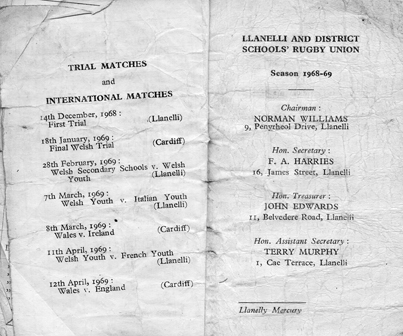 TRIAL MATCHES
and
INTERNATIONAL MATCHES
14th December, 1968 :
First Trial (Llanelli)
18th January, 1969 :
Final Welsh Trial (Cardiff)
28th February, 1969 :
Welsh Secondary Schools v. Welsh
Youth (Llanelli)
7th March, 1969 :
Welsh Youth v. Italian Youth
(Llanelli)
8th March, 1969 :
Wales v. Ireland (Cardiff)
11th April, 1969 :
Welsh Youth v. French Youth
(Llanelli)
12th April, 1969 :
Wales v. England (Cardiff)
LLANELLI AND DISTRICT
SCHOOLS' RUGBY UNION
Season 1968-69
Chairman :
NORMAN WILLIAMS
9, Penyrheol Drive, Llanelli
Hon. Secretary :
F. A. HARRIES
16, James Street, Llanelli
Hon. Treasurer :
JOHN EDWARDS
11, Belvedere Road, Llanelli
Hon. Assistant Secretary :
TERRY MURPHY
1, Cae Terrace, Llanelli
Llanelly Mercury